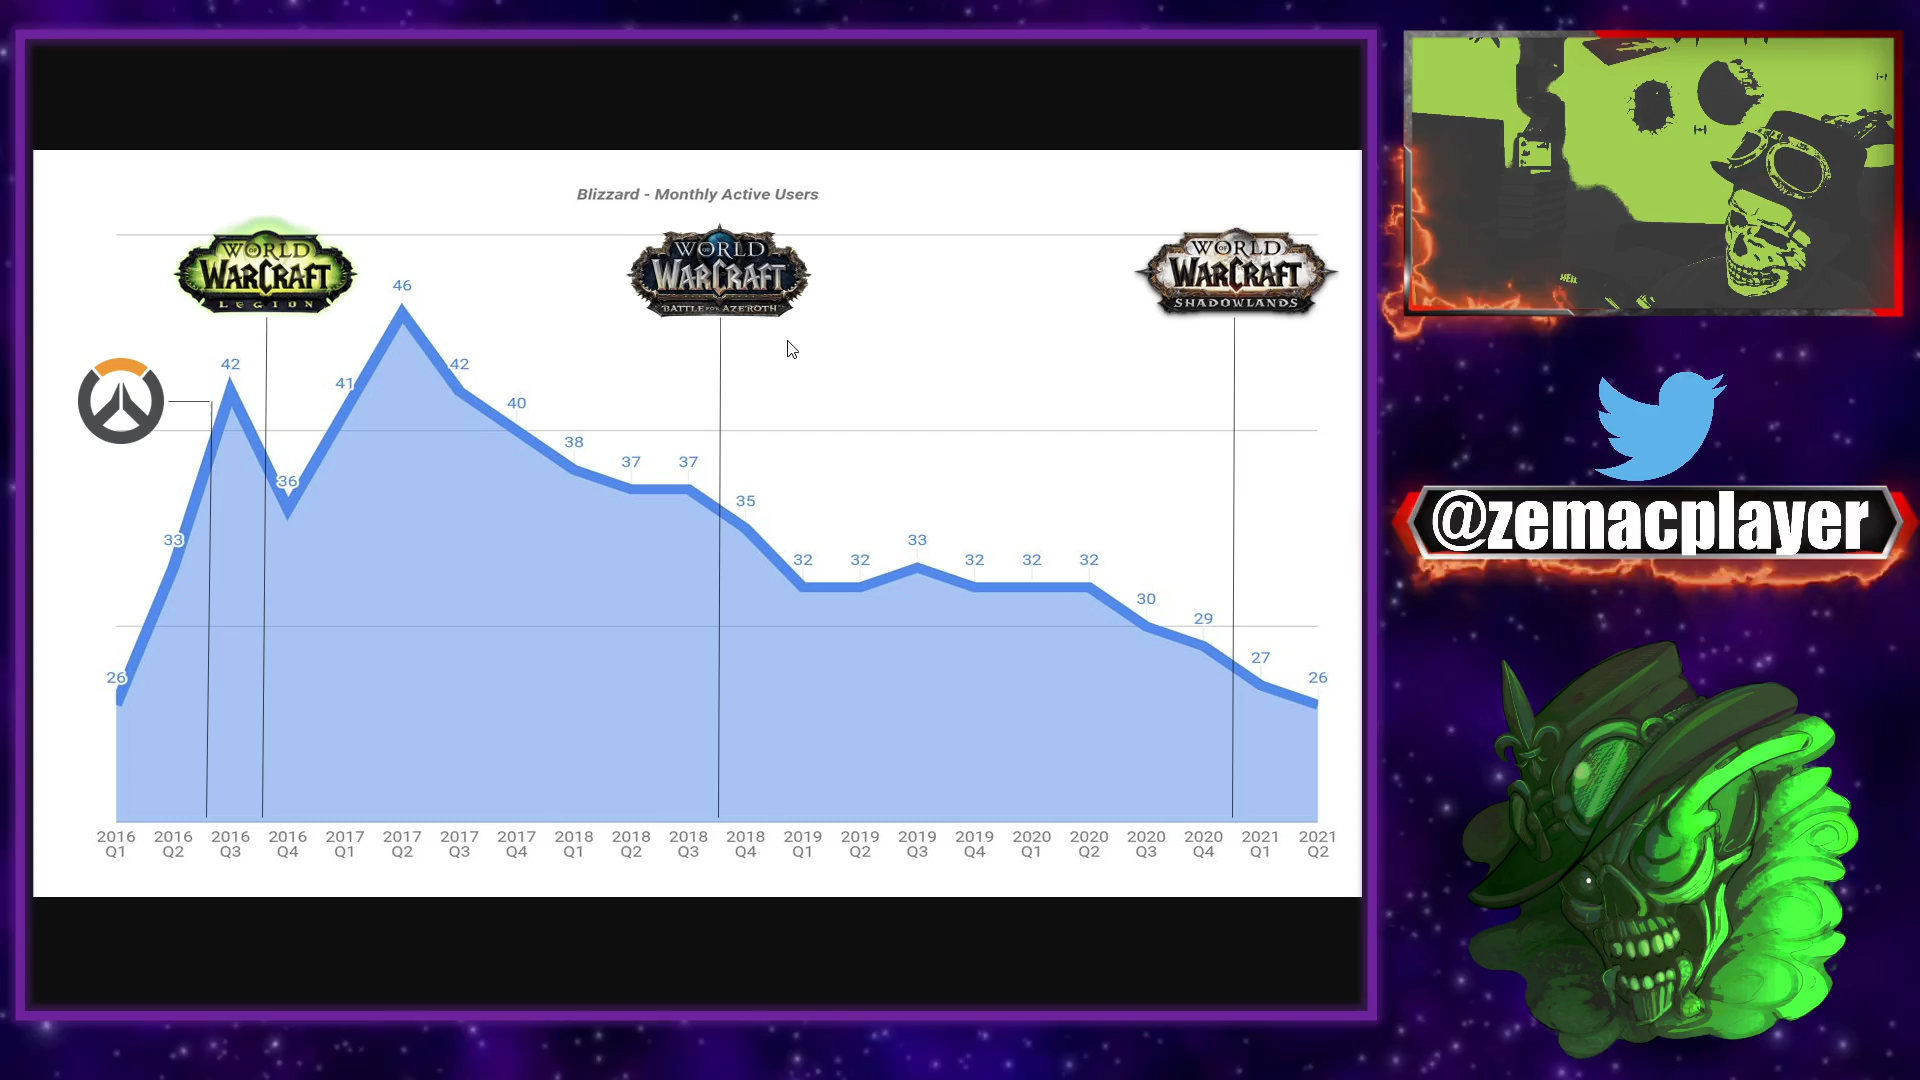 Blizzard - Monthly Active Users
WORLD OF WARCRAFT
LEGION
WORLD OF WARCRAFT
BATTLE FOR AZEROTH
WORLD OF WARCRAFT
SHADOWLANDS
26
33
42
36
41
46
42
40
38
37
37
35
32
32
33
32
32
32
30
29
27
26
2016 2016 2016 2016 2017 2017 2017 2017 2018 2018 2018 2018 2019 2019 2019 2019 2020 2020 2020 2020 2021 2021
Q1 Q2 Q3 Q4 Q1 Q2 Q3 Q4 Q1 Q2 Q3 Q4 Q1 Q2 Q3 Q4 Q1 Q2 Q3 Q4 Q1 Q2
@zemacplayer